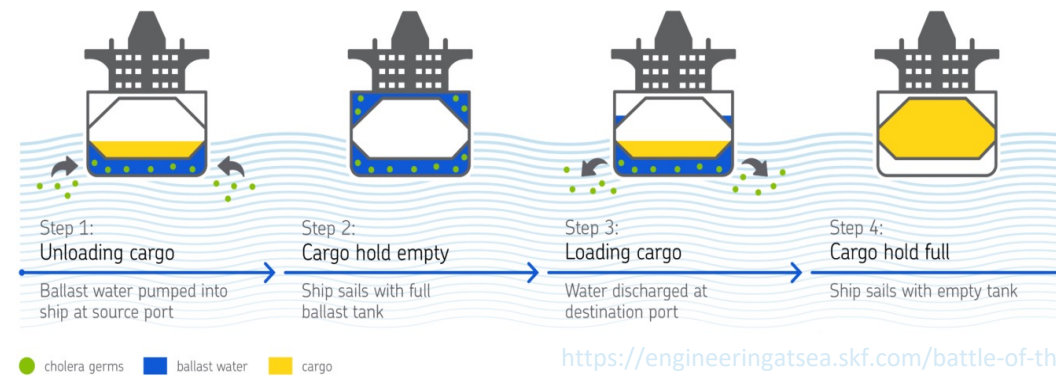 Step 1:
Unloading cargo
Ballast water pumped into
ship at source port
Step 2:
Cargo hold empty
Ship sails with full
ballast tank
Step 3:
Loading cargo
Water discharged at
destination port
Step 4:
Cargo hold full
Ship sails with empty tank
cholera germs
ballast water
cargo
https://engineeringatsea.skf.com/battle-of-th